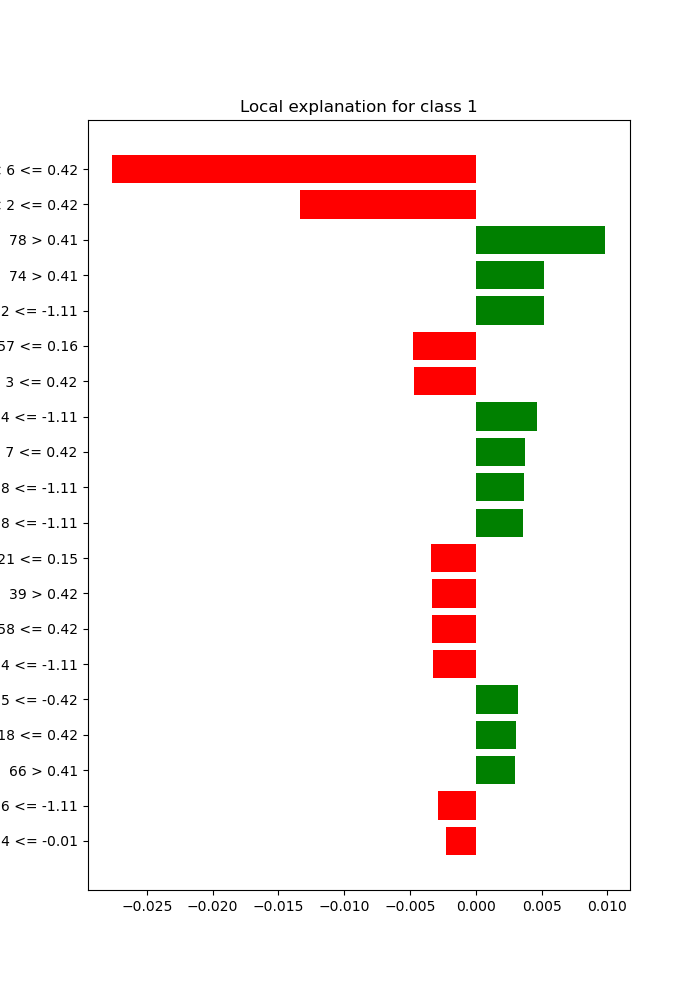 Local explanation for class 1
6 <= 0.42
2 <= 0.42
78 > 0.41
74 > 0.41
2 <= -1.11
57 <= 0.16
3 <= 0.42
4 <= -1.11
7 <= 0.42
8 <= -1.11
8 <= -1.11
21 <= 0.15
39 > 0.42
58 <= 0.42
4 <= -1.11
5 <= -0.42
18 <= 0.42
66 > 0.41
6 <= -1.11
4 <= -0.01
−0.025 −0.020 −0.015 −0.010 −0.005 0.000 0.005 0.010